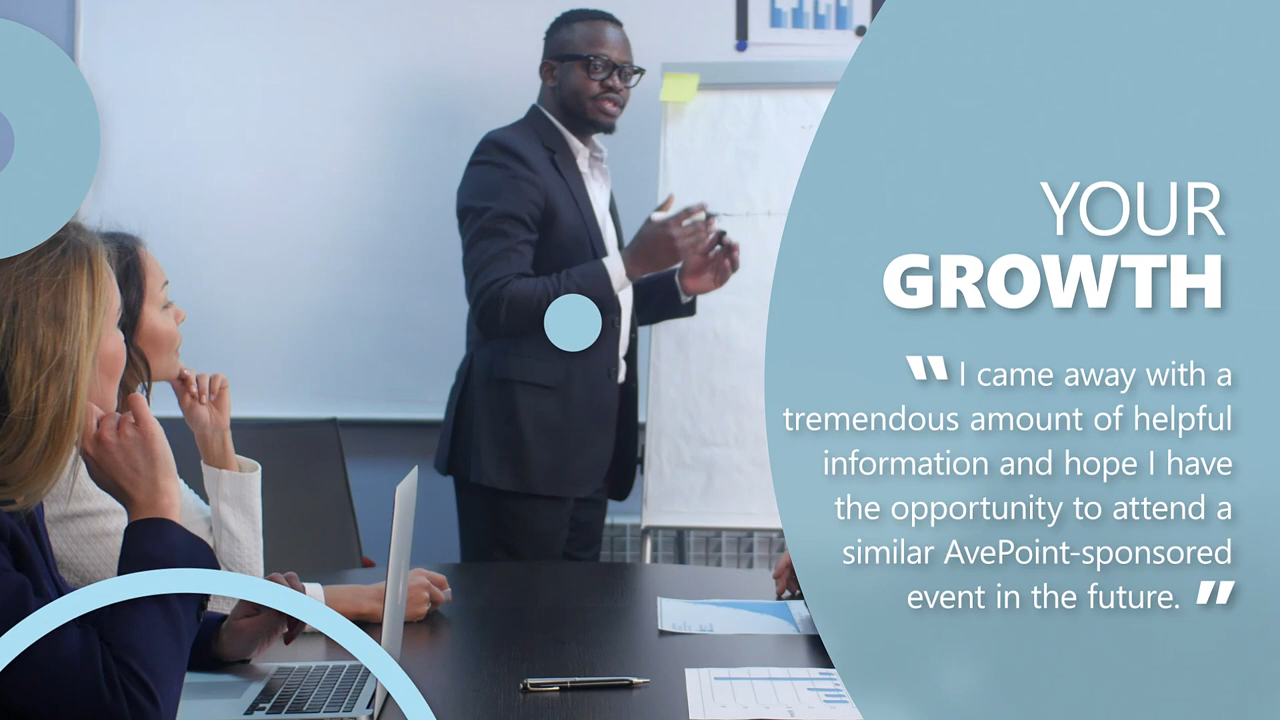 YOUR
GROWTH
" I came away with a
tremendous amount of helpful
information and hope I have
the opportunity to attend a
similar AvePoint-sponsored
event in the future. "